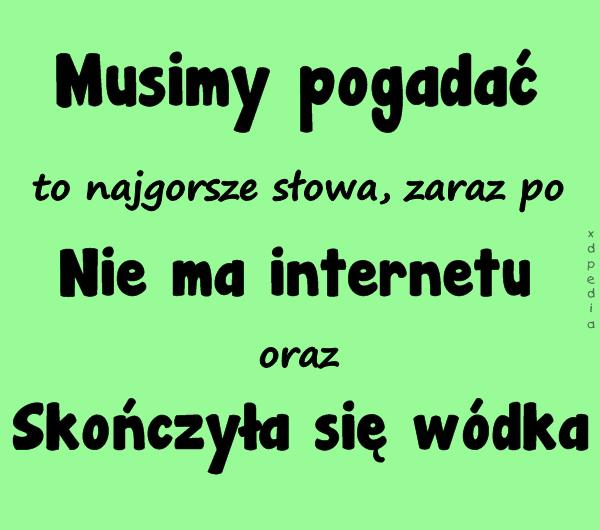 Musimy pogadać
to najgorsze słowa, zaraz po
Nie ma internetu
oraz
Skończyła się wódka
xdpedia